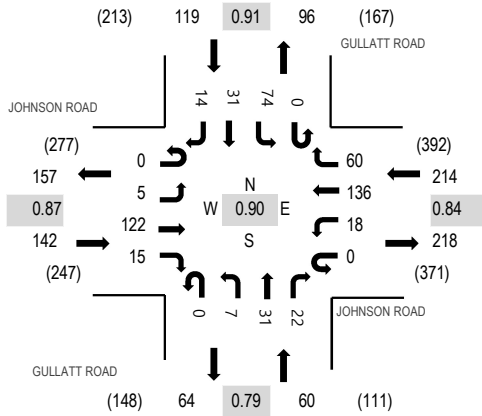 (213) 119 0.91 96 (167)
GULLATT ROAD
14 31 74 0
JOHNSON ROAD
(277) 0 60 (392)
157 5 N 136 214
0.87 W 0.90 E 0.84
122 18
142 S 218
15 0
(247) (371)
0 7 31 22
JOHNSON ROAD
GULLATT ROAD
(148) 64 0.79 60 (111)